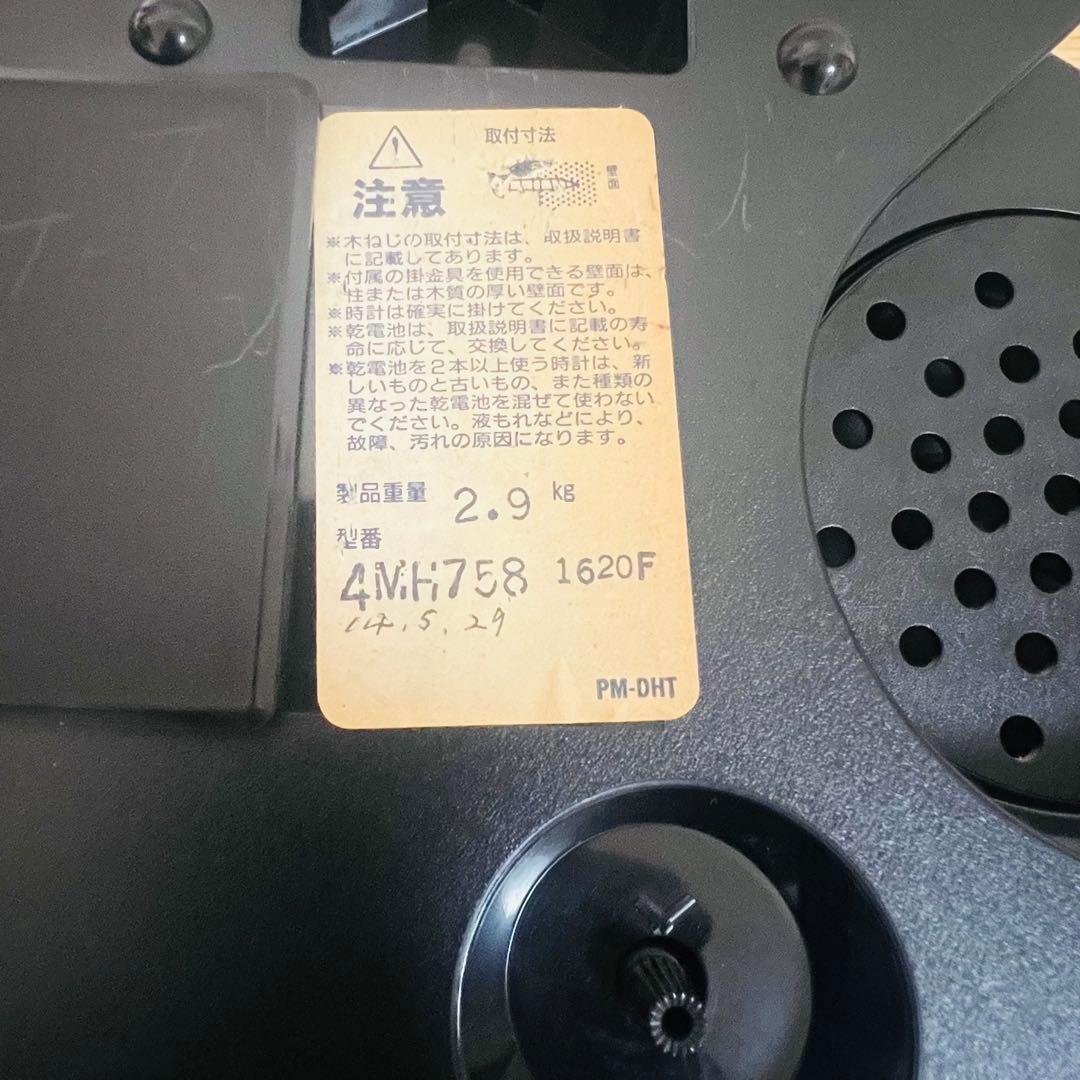 取付寸法
壁面
注意
※木ねじの取付寸法は、取扱説明書
に記載してあります。
※付属の掛金具を使用できる壁面は、
柱または木質の厚い壁面です。
※時計は確実に掛けてください。
※乾電池は、取扱説明書に記載の寿
命に応じて、交換してください。
※乾電池を2本以上使う時計は、新
しいものと古いもの、また種類の
異なった乾電池を混ぜて使わない
でください。液もれなどにより、
故障、汚れの原因になります。
製品重量 2.9 kg
型番
4MH758 1620F
14.5.29
PM-DHT